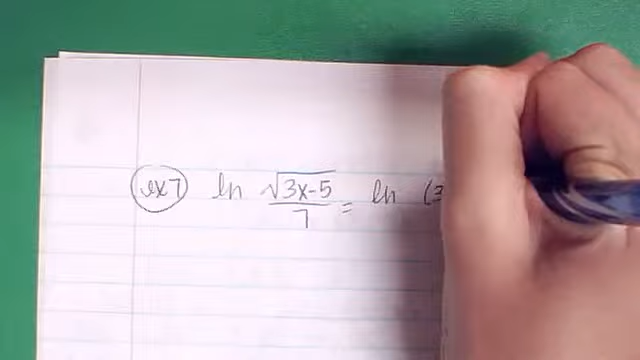 ex7 ln √3x-5/7 = ln (3